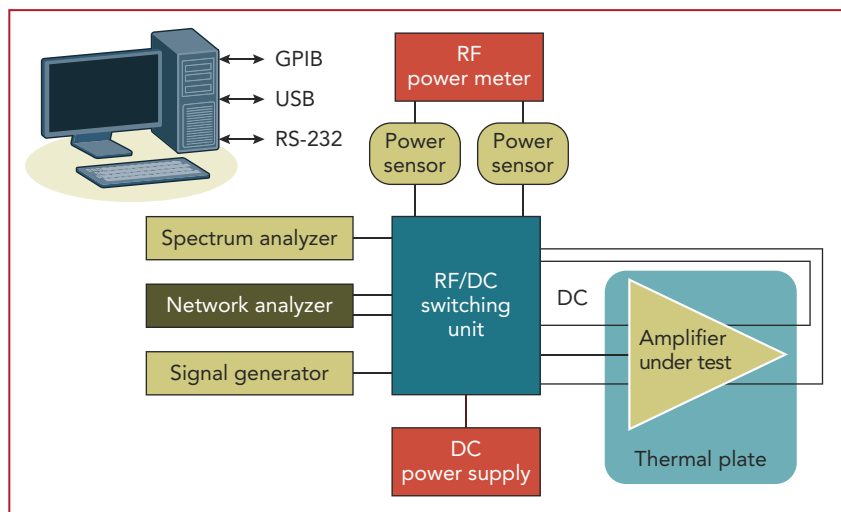 GPIB
USB
RS-232
RF
power meter
Power
sensor
Power
sensor
Spectrum analyzer
Network analyzer
Signal generator
RF/DC
switching
unit
DC
Amplifier
under test
Thermal plate
DC
power supply